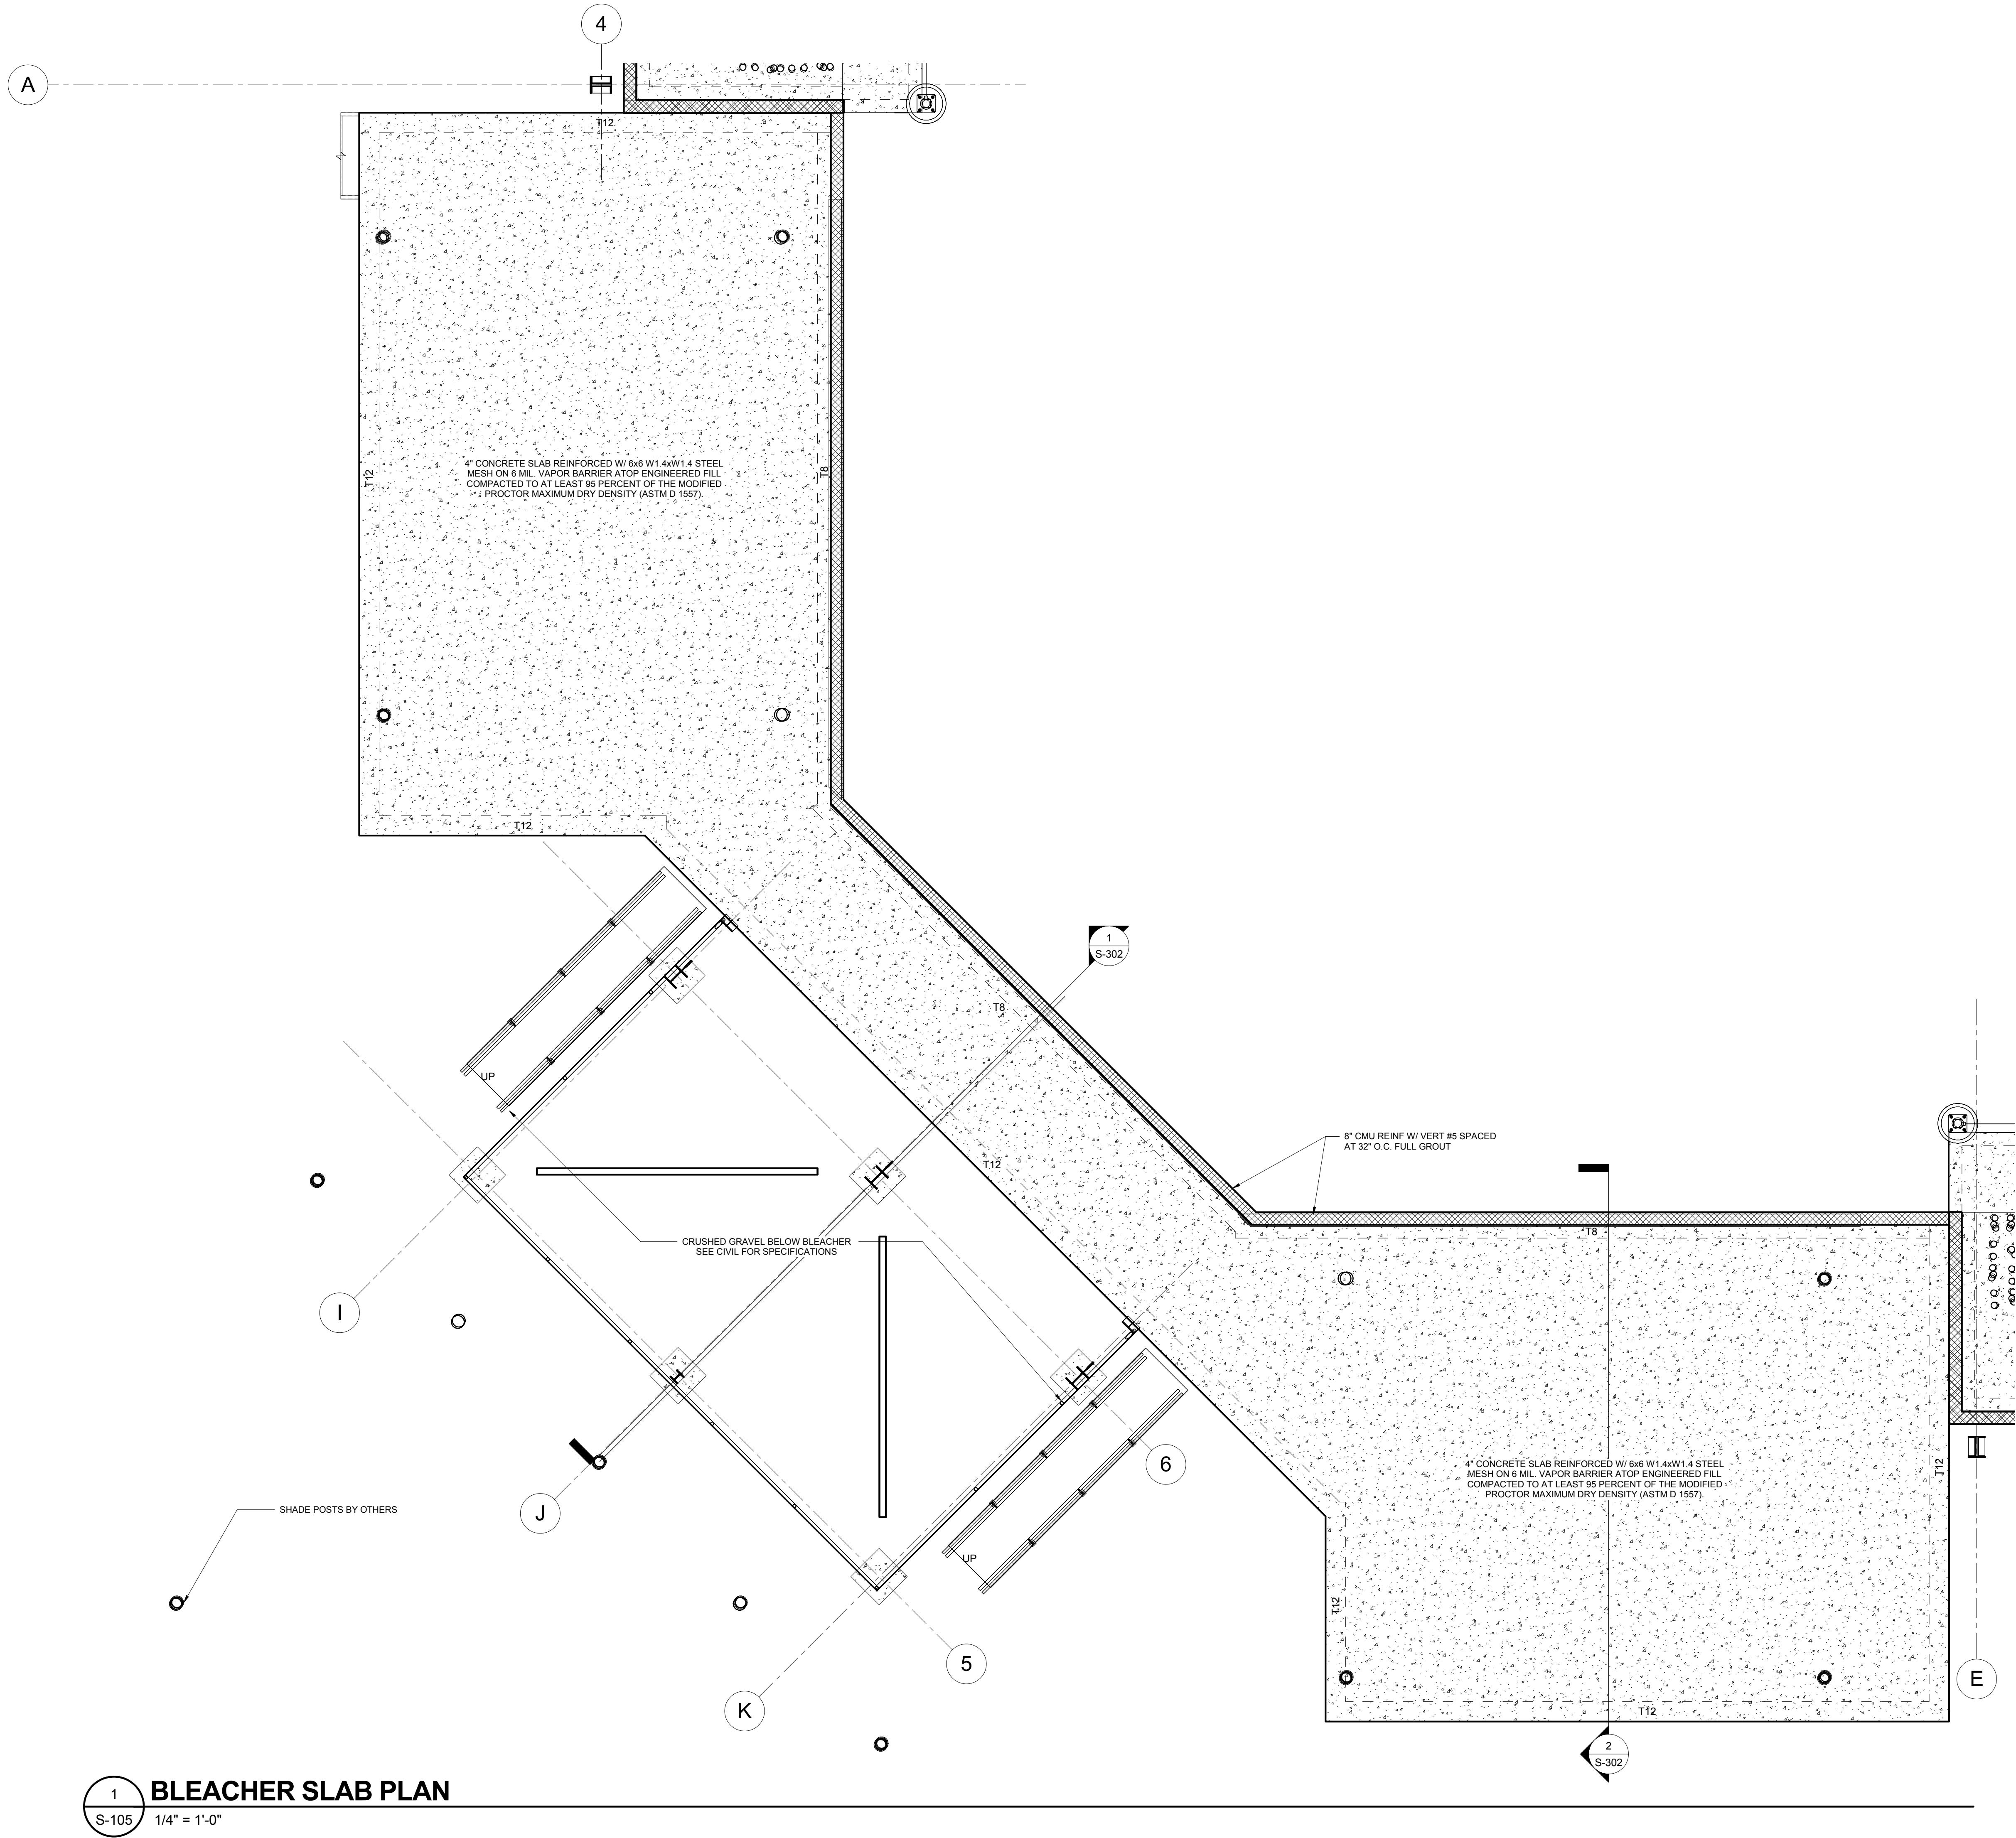 4
A
T12
T12
T8
4" CONCRETE SLAB REINFORCED W/ 6x6 W1.4xW1.4 STEEL
MESH ON 6 MIL. VAPOR BARRIER ATOP ENGINEERED FILL
COMPACTED TO AT LEAST 95 PERCENT OF THE MODIFIED
PROCTOR MAXIMUM DRY DENSITY (ASTM D 1557).
T12
1
S-302
T8
UP
8" CMU REINF W/ VERT #5 SPACED
AT 32" O.C. FULL GROUT
T12
T8
CRUSHED GRAVEL BELOW BLEACHER
SEE CIVIL FOR SPECIFICATIONS
I
6
4" CONCRETE SLAB REINFORCED W/ 6x6 W1.4xW1.4 STEEL
MESH ON 6 MIL. VAPOR BARRIER ATOP ENGINEERED FILL
COMPACTED TO AT LEAST 95 PERCENT OF THE MODIFIED
PROCTOR MAXIMUM DRY DENSITY (ASTM D 1557).
T12
J
SHADE POSTS BY OTHERS
UP
T12
5
E
K
T12
2
S-302
1
S-105
BLEACHER SLAB PLAN
1/4" = 1'-0"